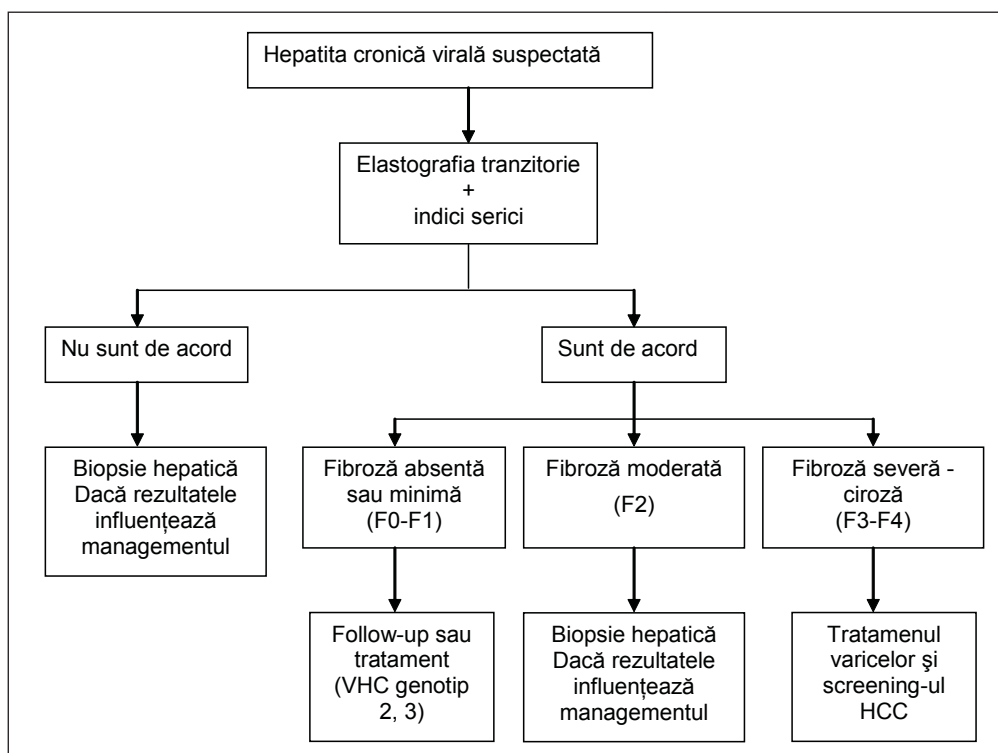 Hepatita cronică virală suspectată
Elastografia tranzitorie
+
indici serici
Nu sunt de acord
Sunt de acord
Biopsie hepatică
Dacă rezultatele
influențează
managementul
Fibroză absentă
sau minimă
(F0-F1)
Fibroză moderată
(F2)
Fibroză severă -
ciroză
(F3-F4)
Follow-up sau
tratament
(VHC genotip
2, 3)
Biopsie hepatică
Dacă rezultatele
influențează
managementul
Tratamenul
varicelor şi
screening-ul
HCC